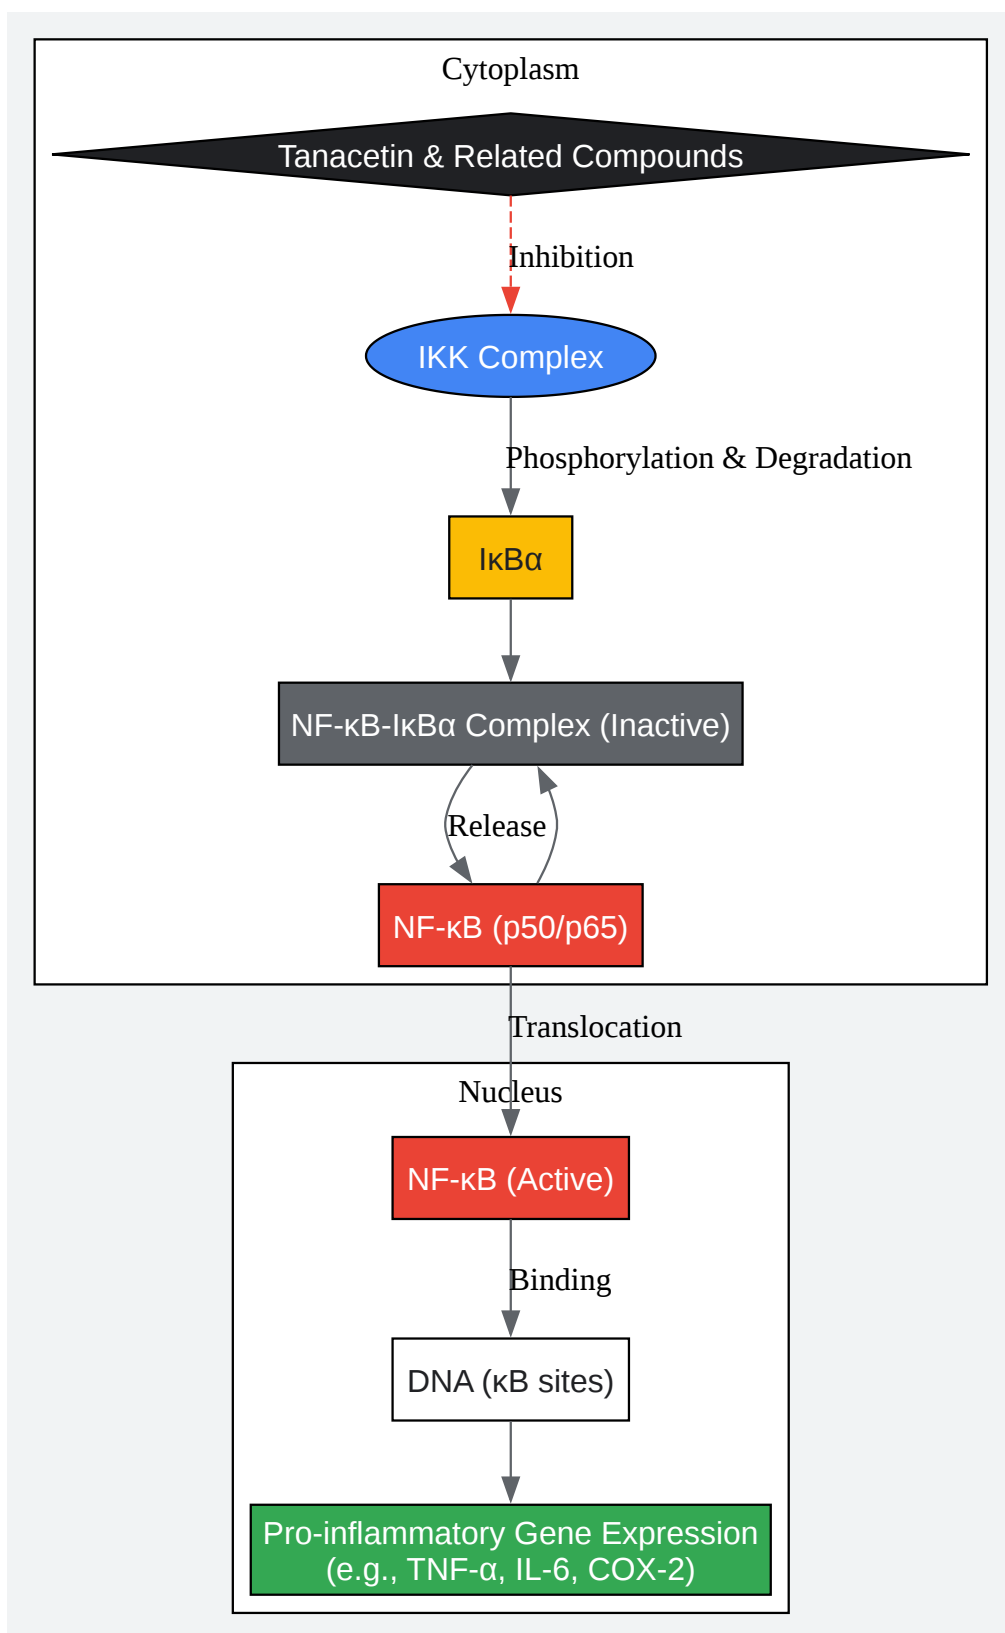 Cytoplasm
Tanacetin & Related Compounds
Inhibition
IKK Complex
Phosphorylation & Degradation
IκBα
NF-κB-IκBα Complex (Inactive)
Release
NF-κB (p50/p65)
Translocation
Nucleus
NF-κB (Active)
Binding
DNA (κB sites)
Pro-inflammatory Gene Expression
(e.g., TNF-α, IL-6, COX-2)